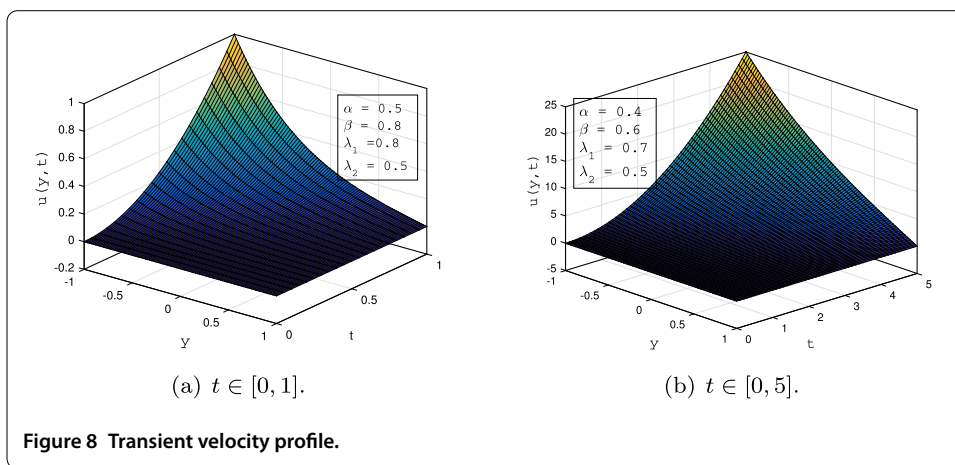 1
0.8
0.6
0.4
0.2
0
-0.2
u(y,t)
-1
-0.5
0
0.5
1
y
0
0.5
1
t
α = 0.5
β = 0.8
λ1 =0.8
λ2 = 0.5
(a) t ∈ [0, 1].
25
20
15
10
5
0
-5
u(y,t)
-1
-0.5
0
0.5
1
y
0
1
2
3
4
5
t
α = 0.4
β = 0.6
λ1 = 0.7
λ2 = 0.5
(b) t ∈ [0, 5].
Figure 8 Transient velocity profile.